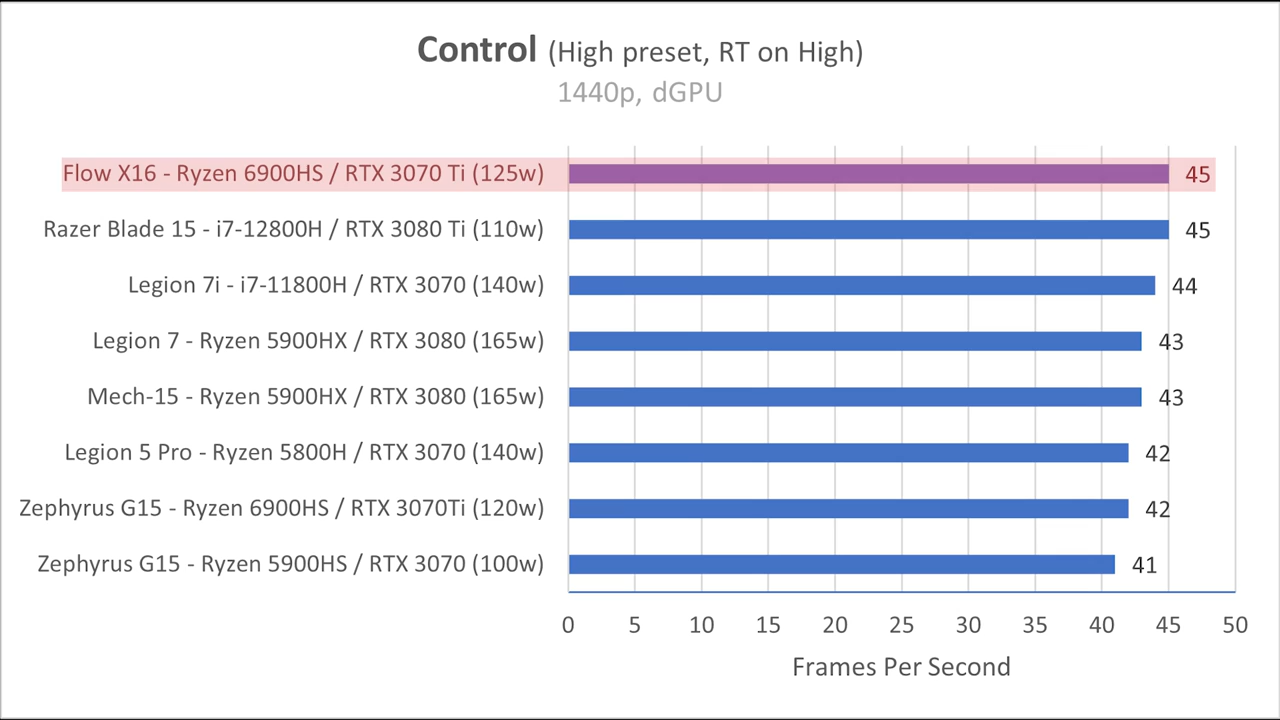 Control (High preset, RT on High)
1440p, dGPU
Flow X16 - Ryzen 6900HS / RTX 3070 Ti (125w) 45
Razer Blade 15 - i7-12800H / RTX 3080 Ti (110w) 45
Legion 7i - i7-11800H / RTX 3070 (140w) 44
Legion 7 - Ryzen 5900HX / RTX 3080 (165w) 43
Mech-15 - Ryzen 5900HX / RTX 3080 (165w) 43
Legion 5 Pro - Ryzen 5800H / RTX 3070 (140w) 42
Zephyrus G15 - Ryzen 6900HS / RTX 3070Ti (120w) 42
Zephyrus G15 - Ryzen 5900HS / RTX 3070 (100w) 41
0 5 10 15 20 25 30 35 40 45 50
Frames Per Second